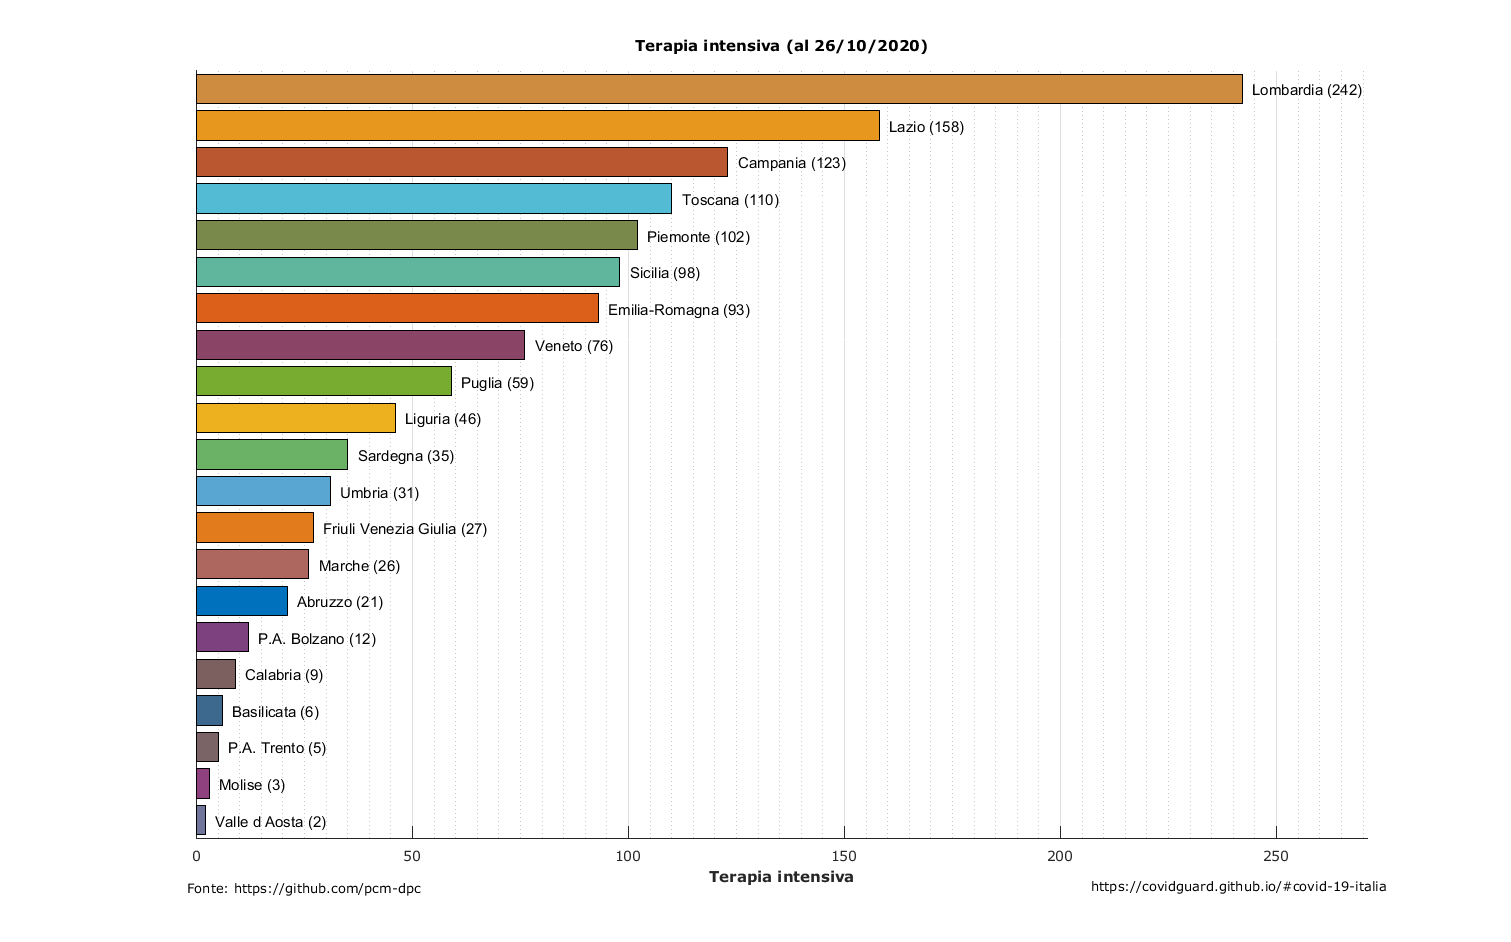 Terapia intensiva (al 26/10/2020)
Lombardia (242)
Lazio (158)
Campania (123)
Toscana (110)
Piemonte (102)
Sicilia (98)
Emilia-Romagna (93)
Veneto (76)
Puglia (59)
Liguria (46)
Sardegna (35)
Umbria (31)
Friuli Venezia Giulia (27)
Marche (26)
Abruzzo (21)
P.A. Bolzano (12)
Calabria (9)
Basilicata (6)
P.A. Trento (5)
Molise (3)
Valle d Aosta (2)
0 50 100 150 200 250
Terapia intensiva
Fonte: https://github.com/pcm-dpc
https://covidguard.github.io/#covid-19-italia